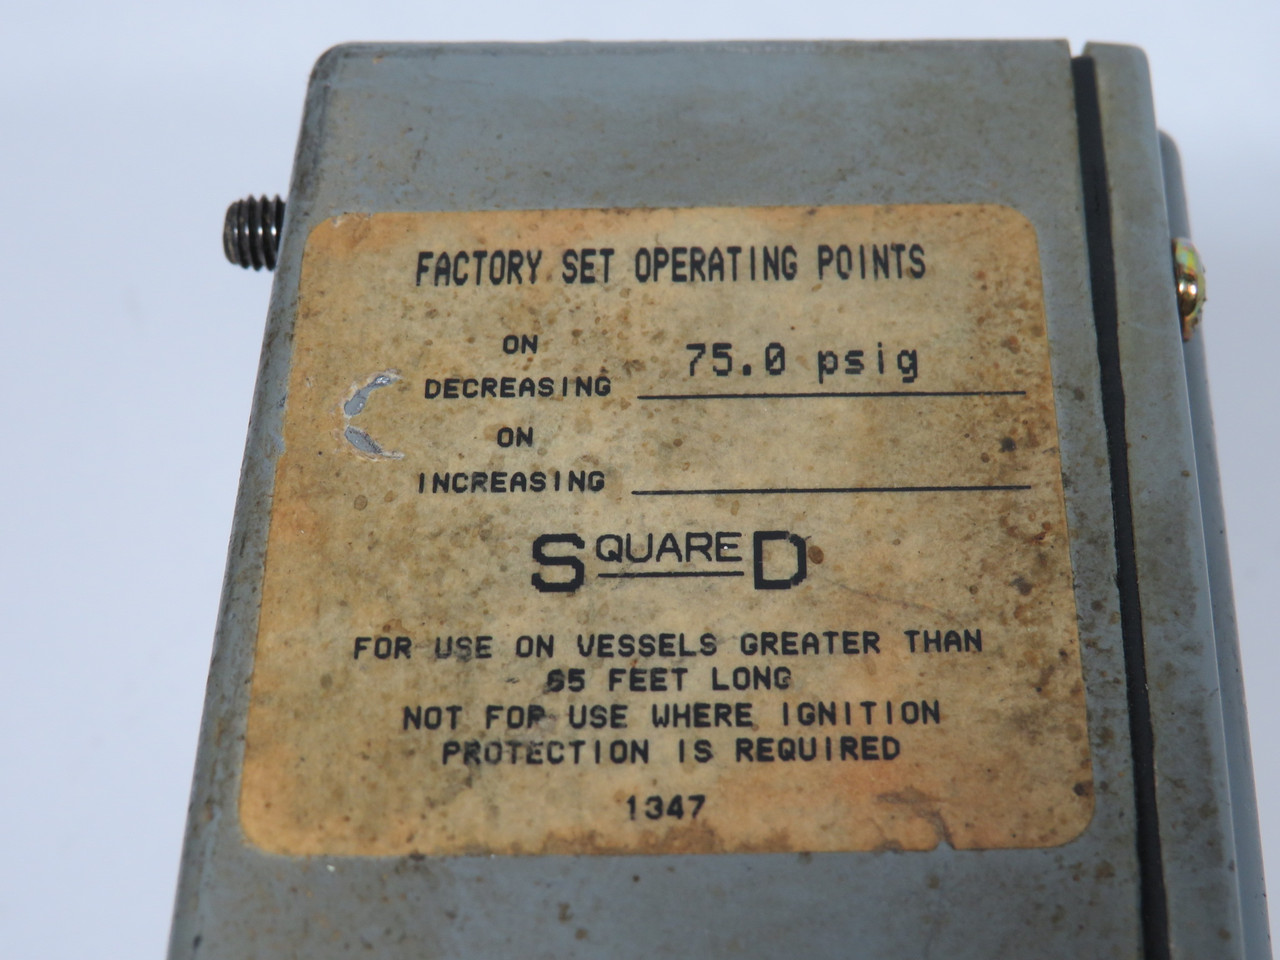 FACTORY SET OPERATING POINTS
ON
DECREASING 75.0 psig
ON
INCREASING
SQUARE D
FOR USE ON VESSELS GREATER THAN
65 FEET LONG
NOT FOR USE WHERE IGNITION
PROTECTION IS REQUIRED
1347